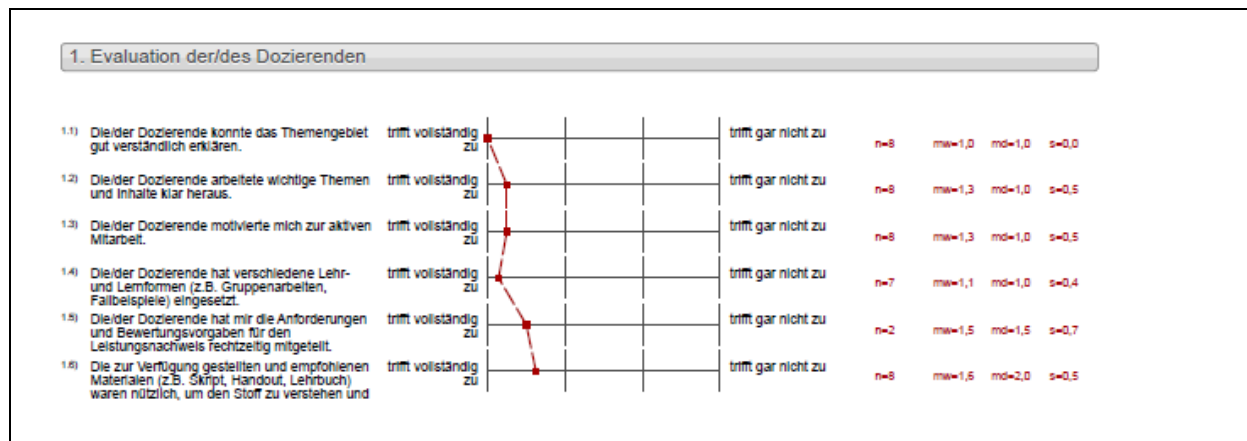 1. Evaluation der/des Dozierenden
1.1) Die/der Dozierende konnte das Themengebiet
gut verständlich erklären.
trifft vollständig
zu
trifft gar nicht zu
n=8 mw=1,0 md=1,0 s=0,0
1.2) Die/der Dozierende arbeitete wichtige Themen
und Inhalte klar heraus.
trifft vollständig
zu
trifft gar nicht zu
n=8 mw=1,3 md=1,0 s=0,5
1.3) Die/der Dozierende motivierte mich zur aktiven
Mitarbeit.
trifft vollständig
zu
trifft gar nicht zu
n=8 mw=1,3 md=1,0 s=0,5
1.4) Die/der Dozierende hat verschiedene Lehr-
und Lernformen (z.B. Gruppenarbeiten,
Fallbeispiele) eingesetzt.
trifft vollständig
zu
trifft gar nicht zu
n=7 mw=1,1 md=1,0 s=0,4
1.5) Die/der Dozierende hat mir die Anforderungen
und Bewertungsvorgaben für den
Leistungsnachweis rechtzeitig mitgeteilt.
trifft vollständig
zu
trifft gar nicht zu
n=2 mw=1,5 md=1,5 s=0,7
1.6) Die zur Verfügung gestellten und empfohlenen
Materialien (z.B. Skript, Handout, Lehrbuch)
waren nützlich, um den Stoff zu verstehen und
trifft vollständig
zu
trifft gar nicht zu
n=8 mw=1,6 md=2,0 s=0,5